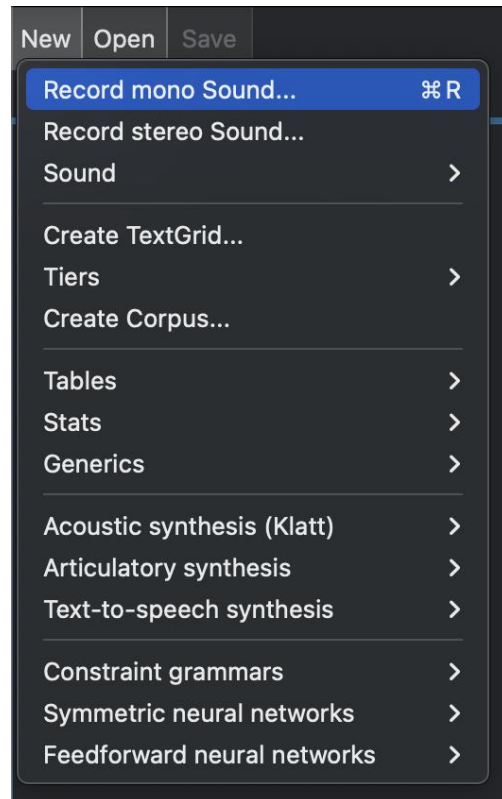 New Open Save
Record mono Sound... ⌘ R
Record stereo Sound...
Sound
Create TextGrid...
Tiers
Create Corpus...
Tables
Stats
Generics
Acoustic synthesis (Klatt)
Articulatory synthesis
Text-to-speech synthesis
Constraint grammars
Symmetric neural networks
Feedforward neural networks